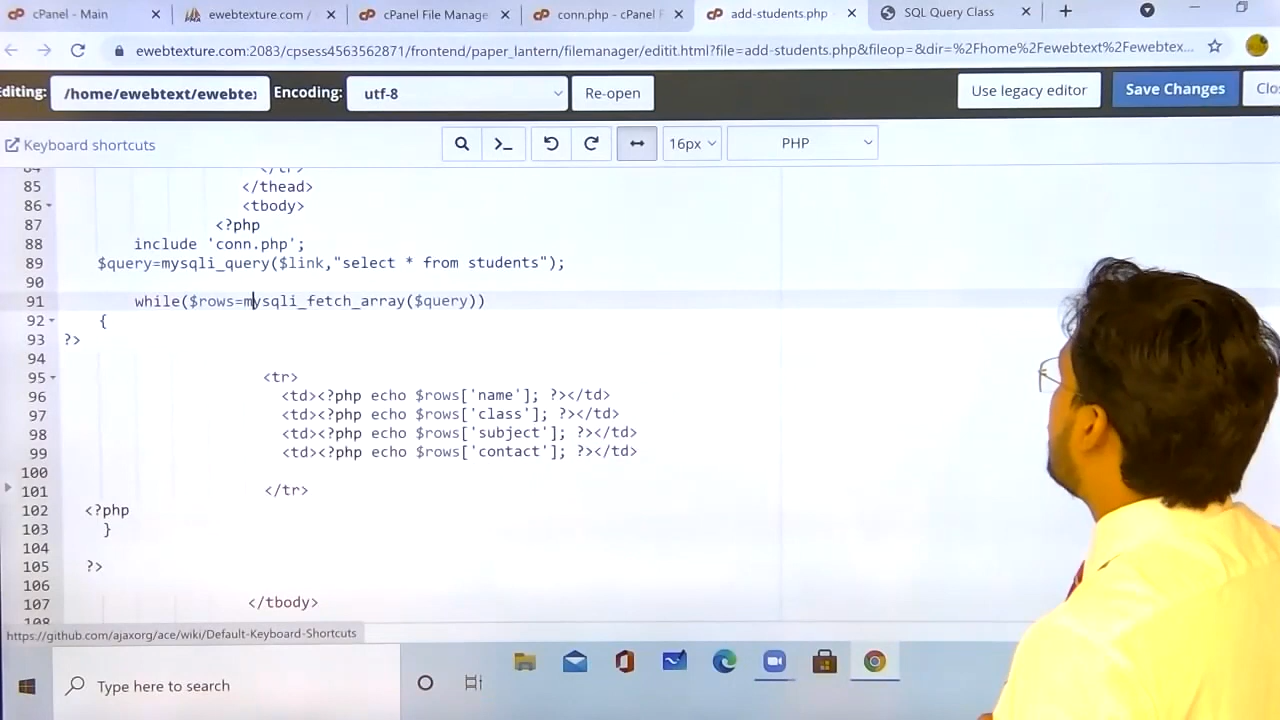 cPanel - Main
ewebtexture.com /
cPanel File Manage
conn.php - cPanel F
add-students.php
SQL Query Class
ewebtexture.com:2083/cpsess4563562871/frontend/paper_lantern/filemanager/editit.html?file=add-students.php&fileop=&dir=%2Fhome%2Fewebtext%2Fewebtex...
Editing: /home/ewebtext/ewebte: Encoding: utf-8 Re-open Use legacy editor Save Changes Clo
Keyboard shortcuts 16px PHP
84 </tr>
85 </thead>
86 <tbody>
87 <?php
88 include 'conn.php';
89 $query=mysqli_query($link,"select * from students");
90
91 while($rows=mysqli_fetch_array($query))
92 {
93 ?>
94
95 <tr>
96 <td><?php echo $rows['name']; ?></td>
97 <td><?php echo $rows['class']; ?></td>
98 <td><?php echo $rows['subject']; ?></td>
99 <td><?php echo $rows['contact']; ?></td>
100
101 </tr>
102 <?php
103 }
104
105 ?>
106
107 </tbody>
108
https://github.com/ajaxorg/ace/wiki/Default-Keyboard-Shortcuts
Type here to search